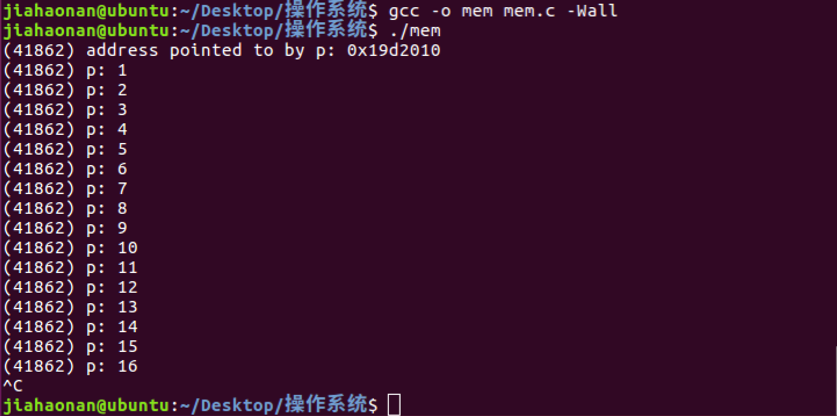 jiahaonan@ubuntu:~/Desktop/操作系统$ gcc -o mem mem.c -Wall
jiahaonan@ubuntu:~/Desktop/操作系统$ ./mem
(41862) address pointed to by p: 0x19d2010
(41862) p: 1
(41862) p: 2
(41862) p: 3
(41862) p: 4
(41862) p: 5
(41862) p: 6
(41862) p: 7
(41862) p: 8
(41862) p: 9
(41862) p: 10
(41862) p: 11
(41862) p: 12
(41862) p: 13
(41862) p: 14
(41862) p: 15
(41862) p: 16
^C
jiahaonan@ubuntu:~/Desktop/操作系统$